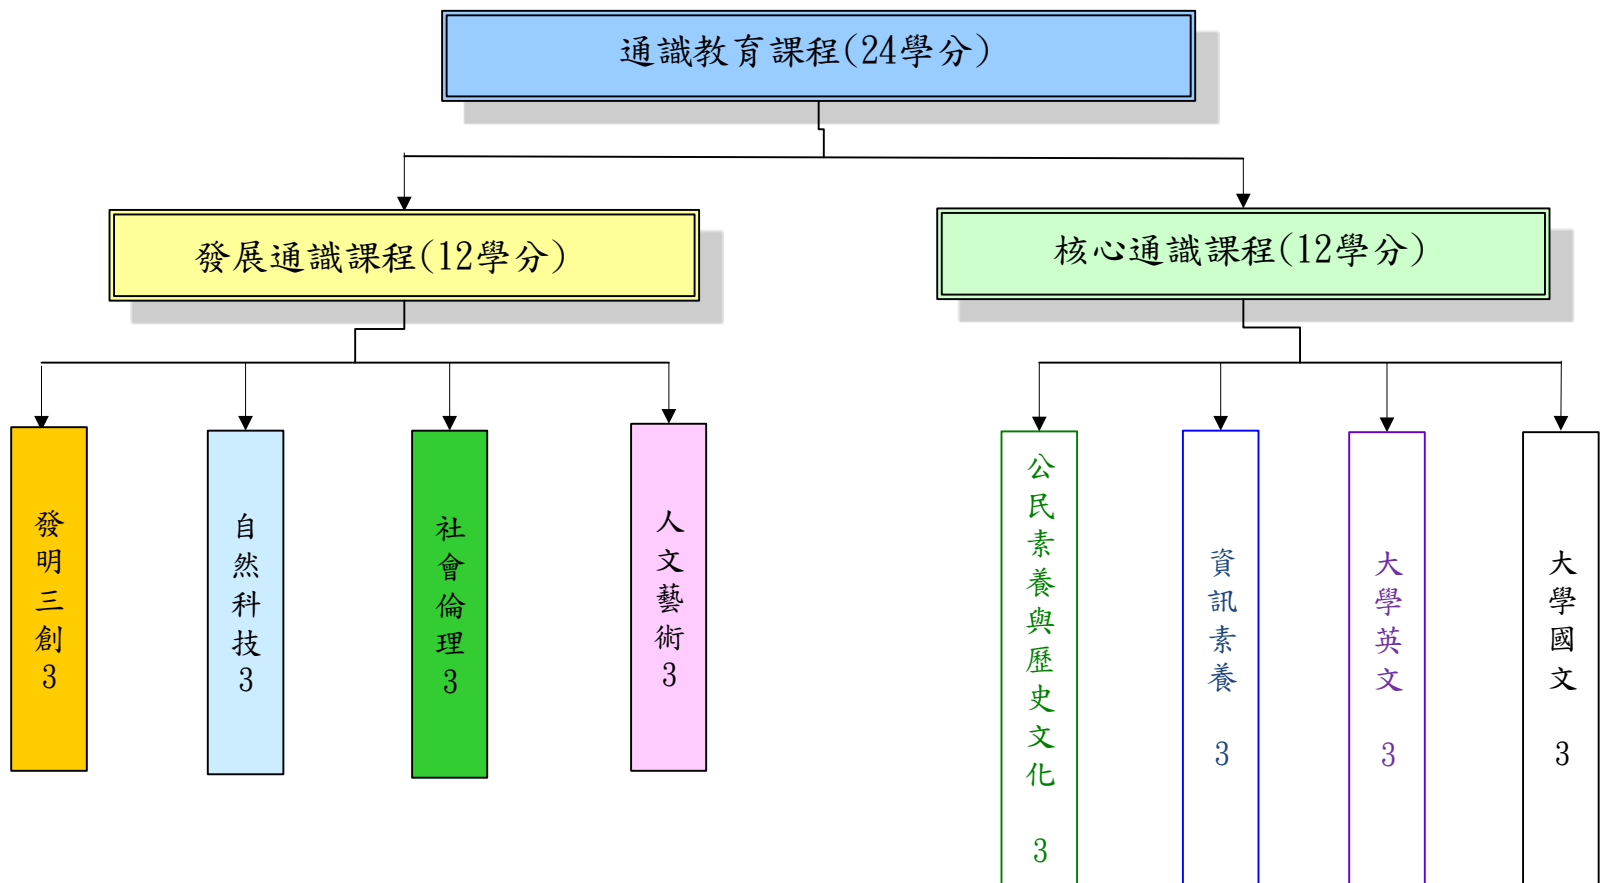 通識教育課程(24學分)
發展通識課程(12學分)
核心通識課程(12學分)
發明三創3
自然科技3
社會倫理3
人文藝術3
公民素養與歷史文化 3
資訊素養 3
大學英文 3
大學國文 3